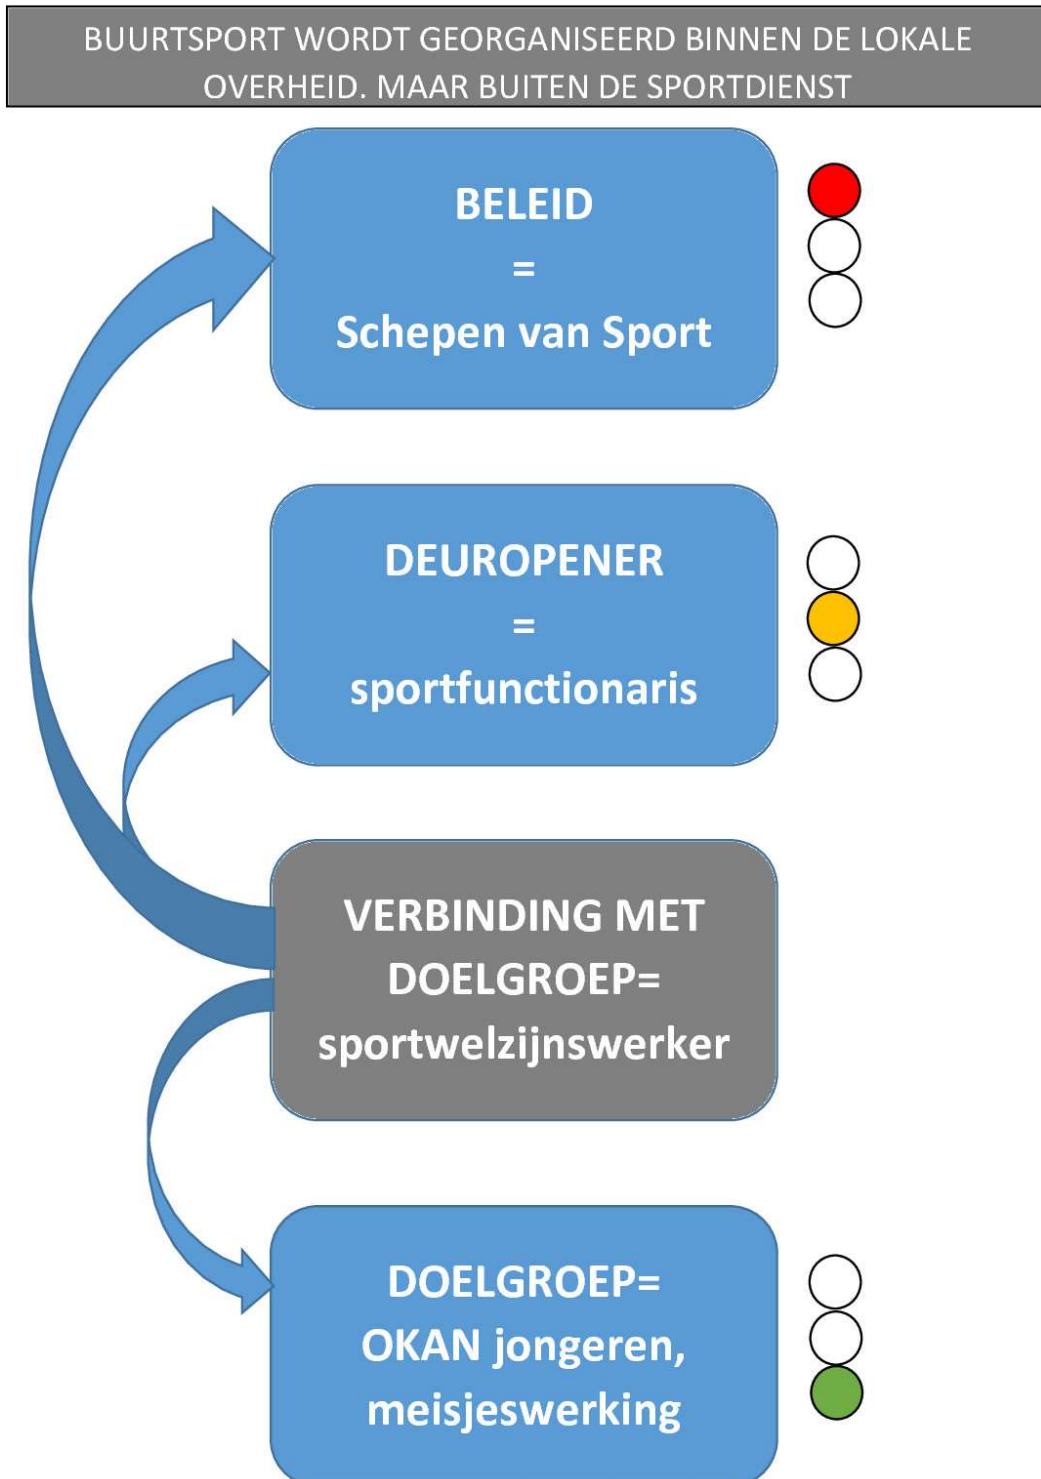 BUURTSPORT WORDT GEORGANISEERD BINNEN DE LOKALE
OVERHEID. MAAR BUITEN DE SPORTDIENST
BELEID
=
Schepen van Sport
DEUROPENER
=
sportfunctionaris
VERBINDING MET
DOELGROEP=
sportwelzijnswerker
DOELGROEP=
OKAN jongeren,
meisjeswerking